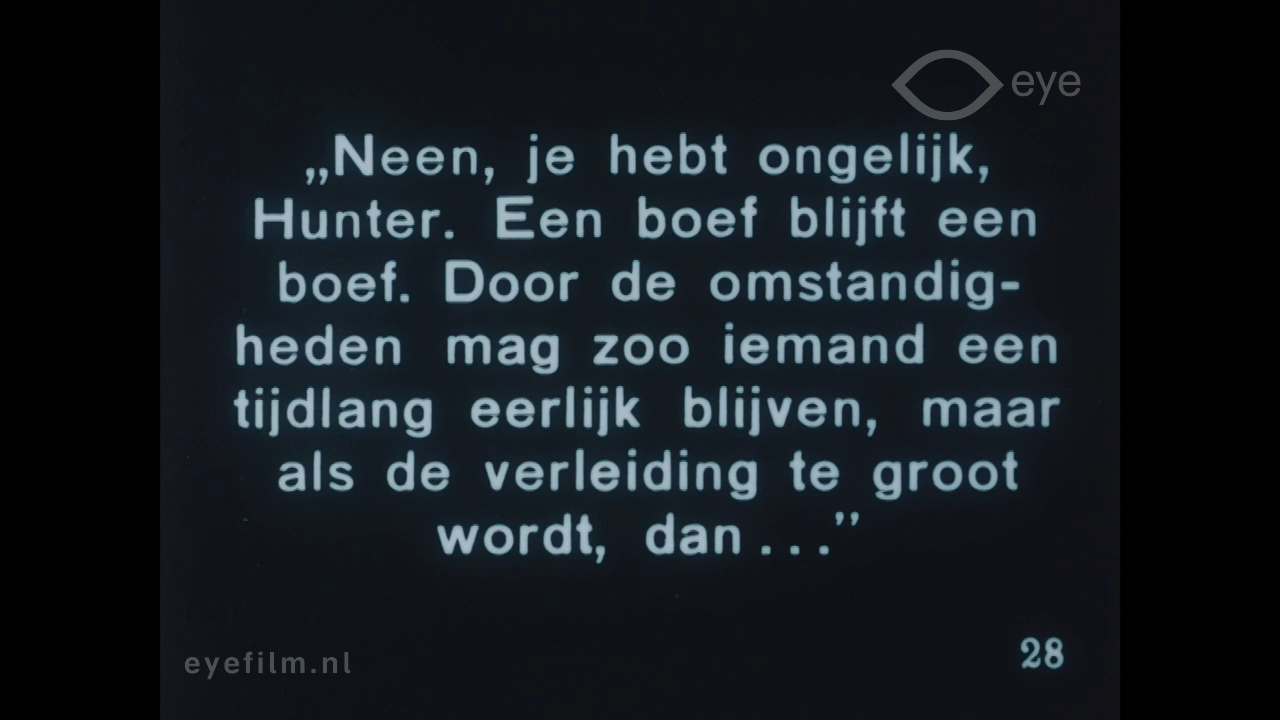 eye
„Neen, je hebt ongelijk,
Hunter. Een boef blijft een
boef. Door de omstandig-
heden mag zoo iemand een
tijdlang eerlijk blijven, maar
als de verleiding te groot
wordt, dan . . .”
eyefilm.nl
28